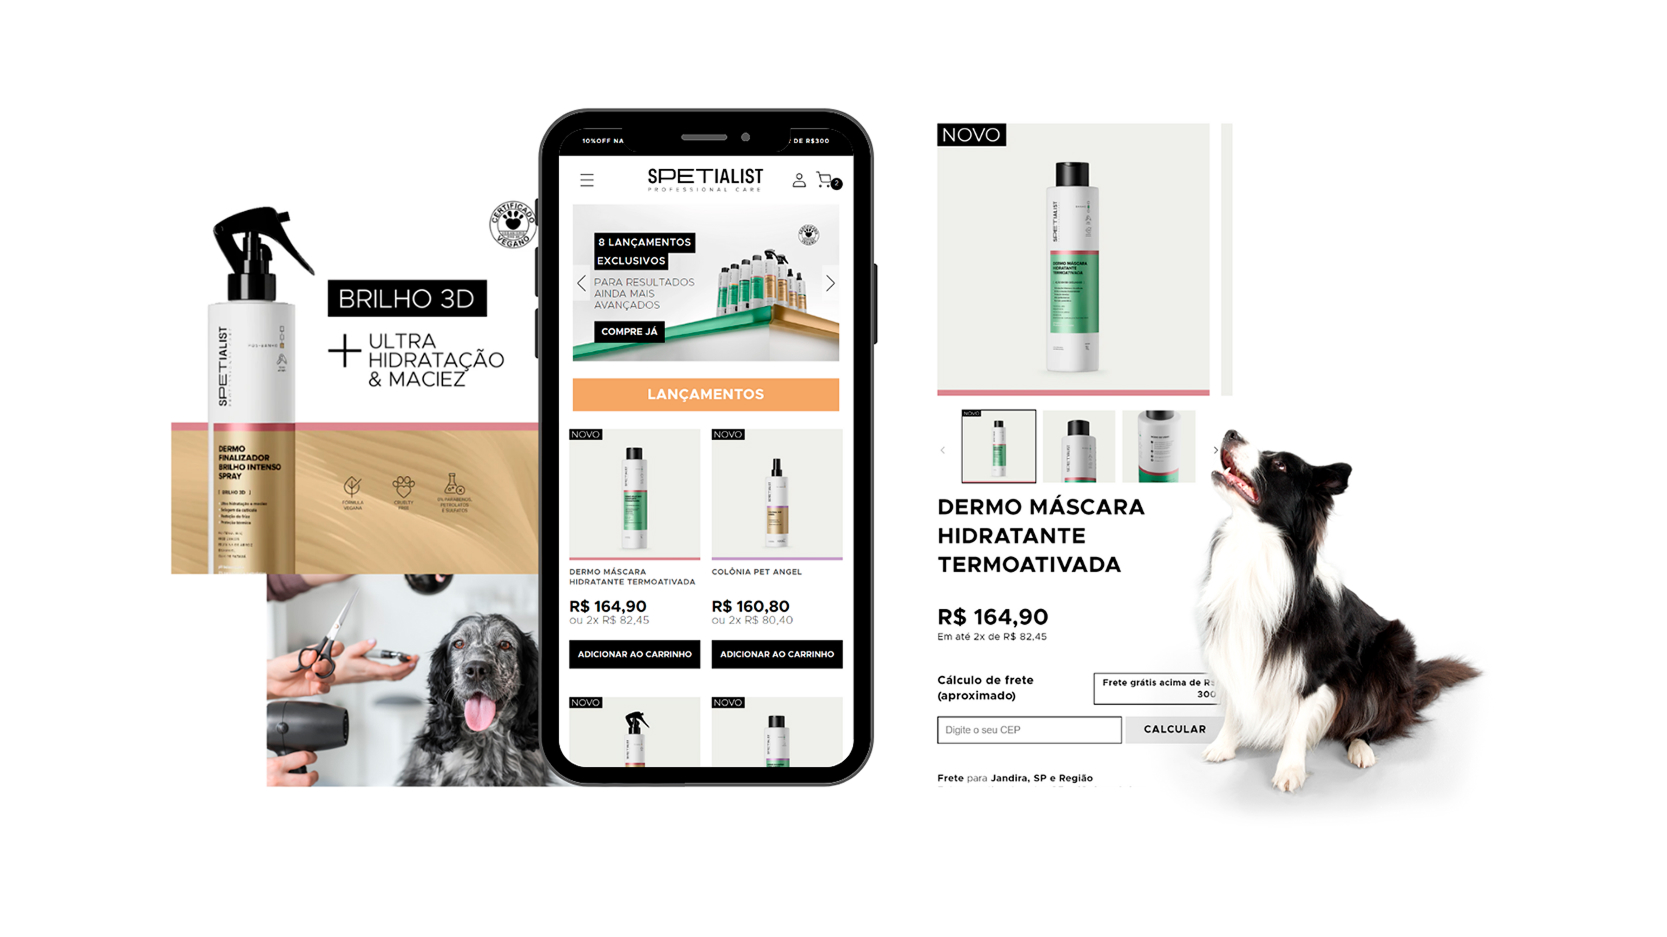 CERTIFICADO
VEGANO
BRILHO 3D
+ ULTRA
HIDRATAÇÃO
& MACIEZ
SPETIALIST
DERMO
FINALIZADOR
BRILHO INTENSO
SPRAY
[ BRILHO 3D ]
FÓRMULA
VEGANA
CRUELTY
FREE
0% PARABENOS,
PETROLATOS
E SULFATOS
10%OFF NA
DE R$300
SPETIALIST
PROFESSIONAL CARE
2
8 LANÇAMENTOS
EXCLUSIVOS
PARA RESULTADOS
AINDA MAIS
AVANÇADOS
COMPRE JÁ
LANÇAMENTOS
NOVO
SPETIALIST
DERMO MÁSCARA
HIDRATANTE TERMOATIVADA
R$ 164,90
ou 2x R$ 82,45
ADICIONAR AO CARRINHO
NOVO
COLÔNIA PET ANGEL
R$ 160,80
ou 2x R$ 80,40
ADICIONAR AO CARRINHO
NOVO
NOVO
NOVO
SPETIALIST
DERMO MÁSCARA
HIDRATANTE
TERMOATIVADA
NOVO
DERMO MÁSCARA
HIDRATANTE
TERMOATIVADA
R$ 164,90
Em até 2x de R$ 82,45
Cálculo de frete
(aproximado)
Frete grátis acima de R$
300
Digite o seu CEP
CALCULAR
Frete para Jandira, SP e Região